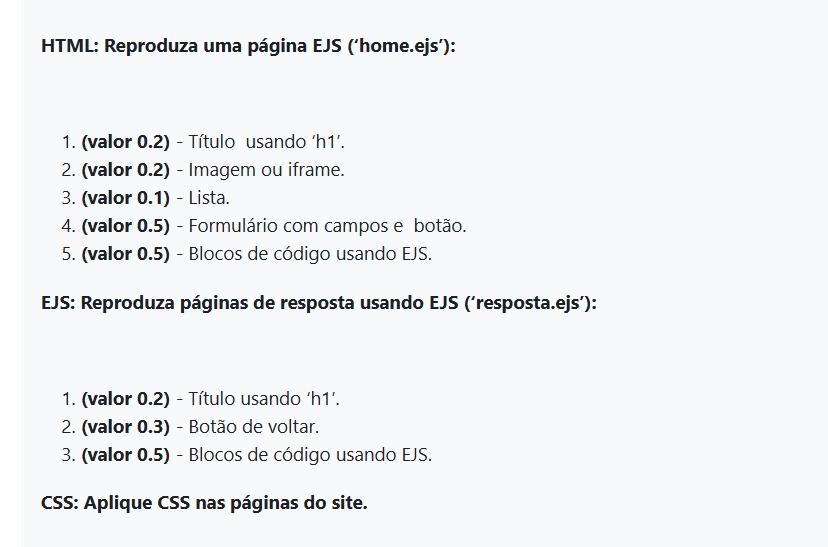 HTML: Reproduza uma página EJS (‘home.ejs’):
1. (valor 0.2) - Título  usando ‘h1’.
2. (valor 0.2) - Imagem ou iframe.
3. (valor 0.1) - Lista.
4. (valor 0.5) - Formulário com campos e  botão.
5. (valor 0.5) - Blocos de código usando EJS.
EJS: Reproduza páginas de resposta usando EJS (‘resposta.ejs’):
1. (valor 0.2) - Título usando ‘h1’.
2. (valor 0.3) - Botão de voltar.
3. (valor 0.5) - Blocos de código usando EJS.
CSS: Aplique CSS nas páginas do site.